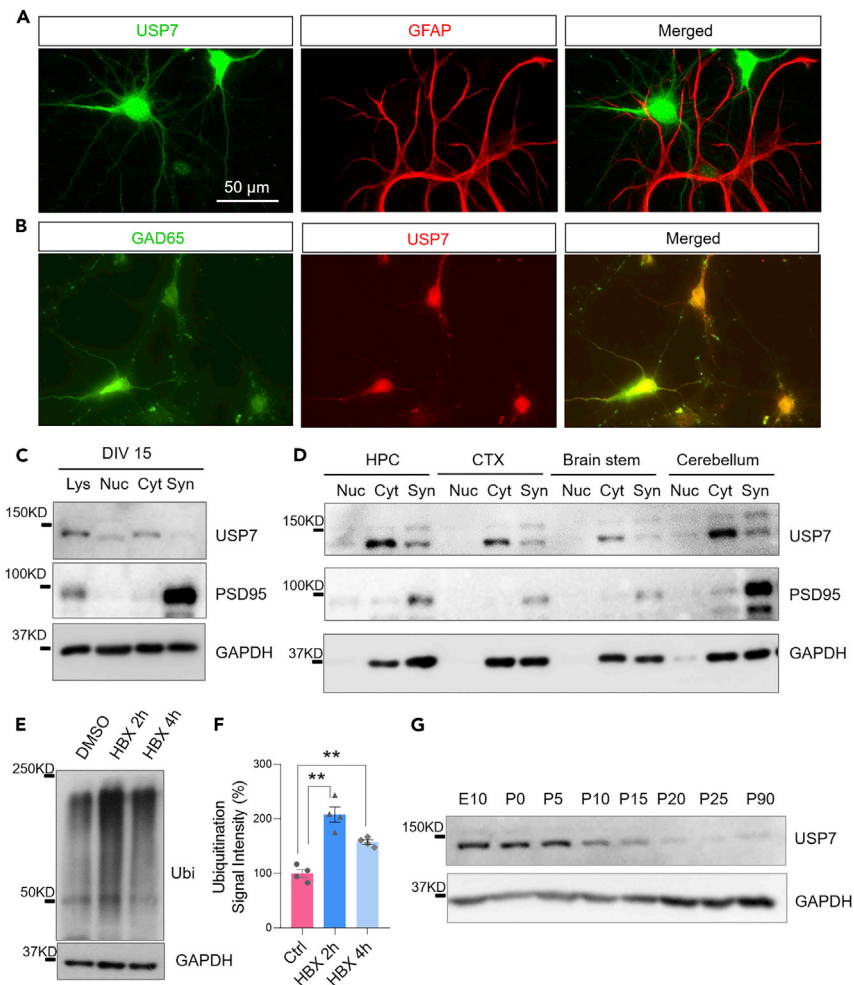 A
USP7 GFAP Merged
50 µm
B
GAD65 USP7 Merged
C
DIV 15
Lys Nuc Cyt Syn
150KD
USP7
100KD
PSD95
37KD
GAPDH
D
HPC CTX Brain stem Cerebellum
Nuc Cyt Syn Nuc Cyt Syn Nuc Cyt Syn Nuc Cyt Syn
150KD
USP7
100KD
PSD95
37KD
GAPDH
E
DMSO HBX 2h HBX 4h
250KD
Ubi
50KD
37KD
GAPDH
F
Ubiquitination
Signal Intensity (%)
300
200
100
0
**
**
Ctrl HBX 2h HBX 4h
G
E10 P0 P5 P10 P15 P20 P25 P90
150KD
USP7
37KD
GAPDH